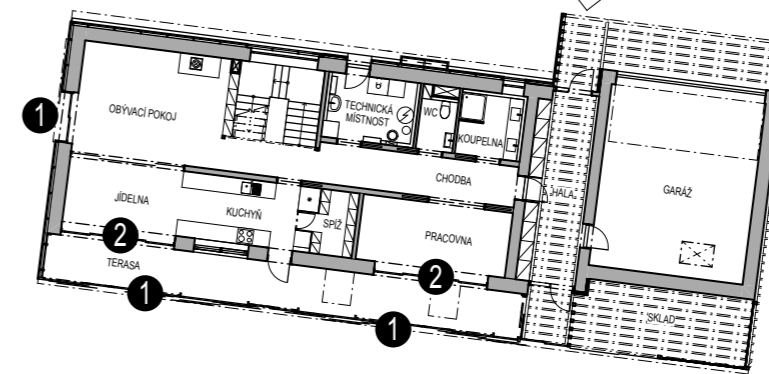 OBÝVACÍ POKOJ
TECHNICKÁ
MÍSTNOST
WC
KOUPELNA
1
CHODBA
HALA
GARÁŽ
JÍDELNA
KUCHYŇ
SPÍŽ
PRACOVNA
2
TERASA
2
1
1
SKLAD